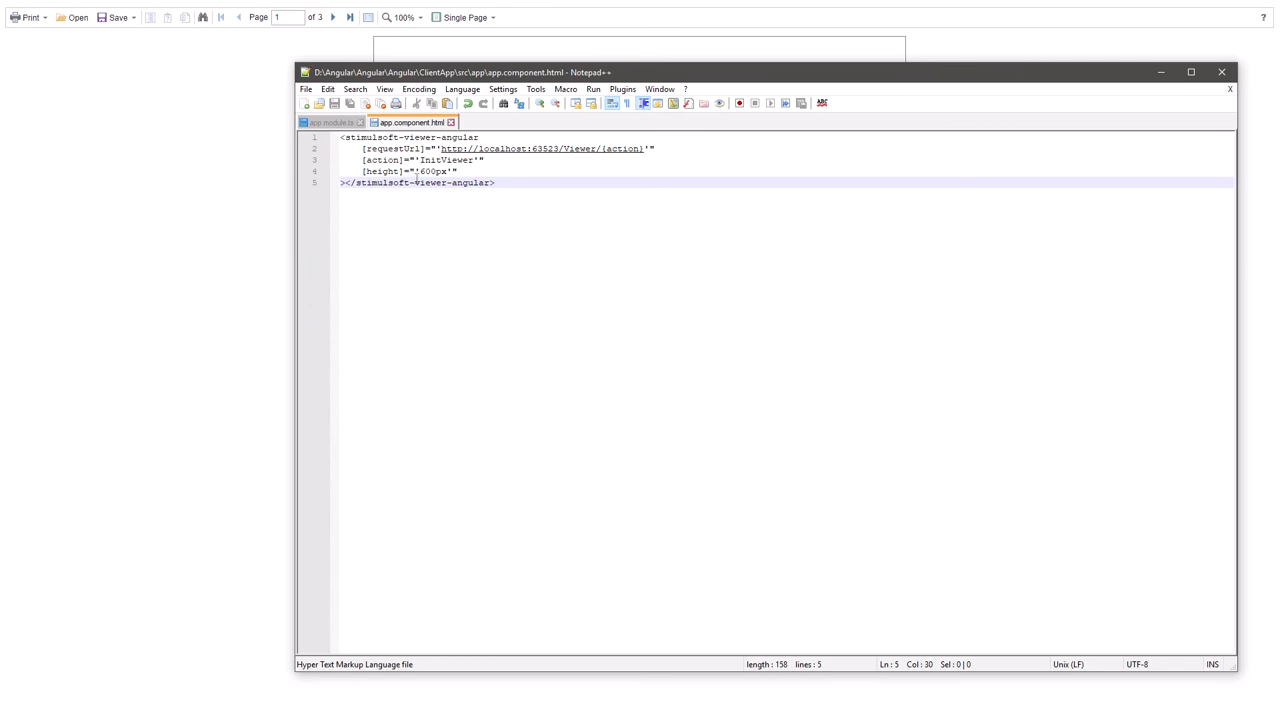 Print Open Save Page 1 of 3 100% Single Page ?
D:\Angular\Angular\Angular\ClientApp\src\app\app.component.html - Notepad++
File Edit Search View Encoding Language Settings Tools Macro Run Plugins Window ? X
ABC
app.module.ts app.component.html
1 <stimulsoft-viewer-angular
2 [requestUrl]="'http://localhost:63523/Viewer/{action}'"
3 [action]="'InitViewer'"
4 [height]="'600px'"
5 ></stimulsoft-viewer-angular>
Hyper Text Markup Language file length : 158 lines : 5 Ln : 5 Col : 30 Sel : 0 | 0 Unix (LF) UTF-8 INS